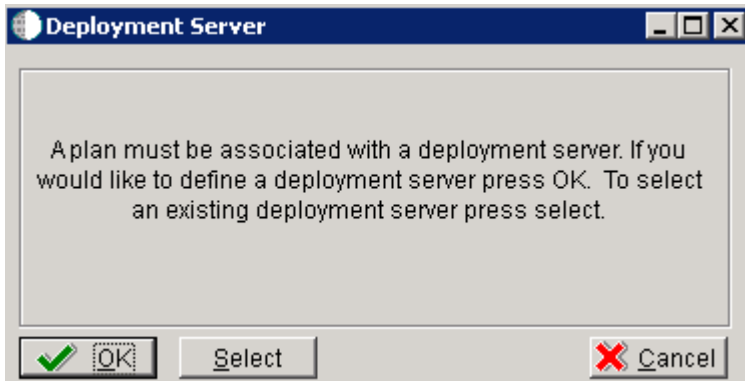 Deployment Server
A plan must be associated with a deployment server. If you
would like to define a deployment server press OK. To select
an existing deployment server press select.
OK
Select
Cancel